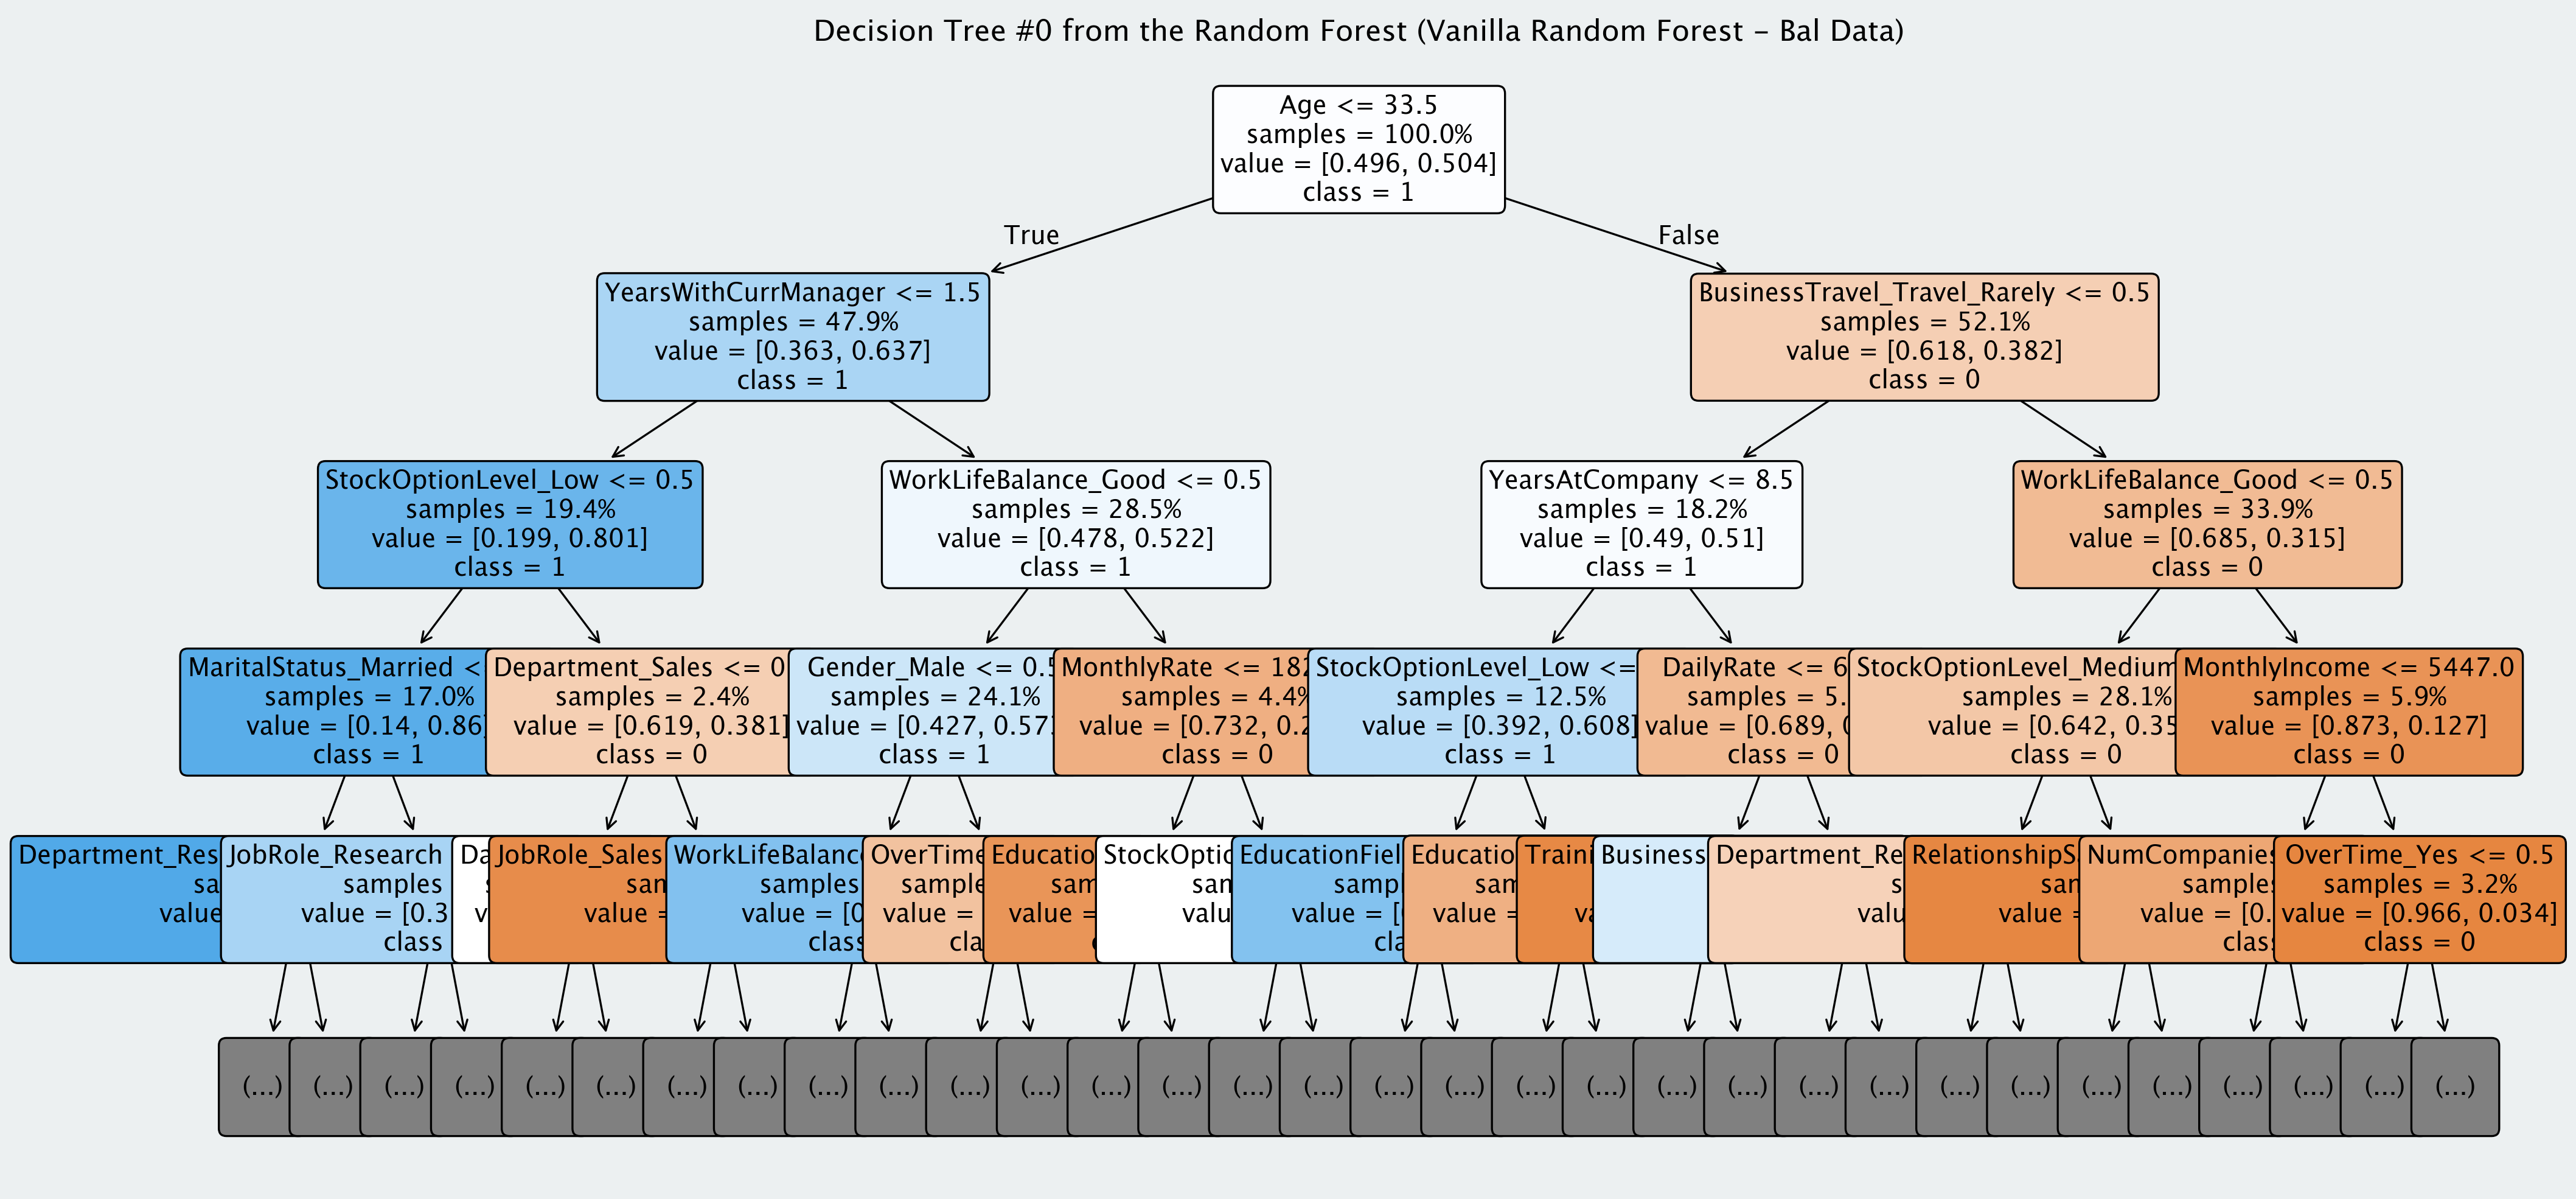 Decision Tree #0 from the Random Forest (Vanilla Random Forest – Bal Data)
Age <= 33.5
samples = 100.0%
value = [0.496, 0.504]
class = 1
True
False
YearsWithCurrManager <= 1.5
samples = 47.9%
value = [0.363, 0.637]
class = 1
BusinessTravel_Travel_Rarely <= 0.5
samples = 52.1%
value = [0.618, 0.382]
class = 0
StockOptionLevel_Low <= 0.5
samples = 19.4%
value = [0.199, 0.801]
class = 1
WorkLifeBalance_Good <= 0.5
samples = 28.5%
value = [0.478, 0.522]
class = 1
YearsAtCompany <= 8.5
samples = 18.2%
value = [0.49, 0.51]
class = 1
WorkLifeBalance_Good <= 0.5
samples = 33.9%
value = [0.685, 0.315]
class = 0
MaritalStatus_Married <
samples = 17.0%
value = [0.14, 0.86]
class = 1
Department_Sales <= 0
samples = 2.4%
value = [0.619, 0.381]
class = 0
Gender_Male <= 0.5
samples = 24.1%
value = [0.427, 0.57
class = 1
MonthlyRate <= 182
samples = 4.4%
value = [0.732, 0.2
class = 0
StockOptionLevel_Low <=
samples = 12.5%
value = [0.392, 0.608]
class = 1
DailyRate <= 6
samples = 5.
value = [0.689,
class = 0
StockOptionLevel_Medium
samples = 28.1%
value = [0.642, 0.35
class = 0
MonthlyIncome <= 5447.0
samples = 5.9%
value = [0.873, 0.127]
class = 0
Department_Res
sa
value
JobRole_Research
samples
value = [0.3
class
Da
JobRole_Sales
sam
value =
WorkLifeBalance
samples
value = [0
class
OverTime
sample
value =
cla
Educatio
sam
value =
StockOptio
sam
valu
EducationFiel
sampl
value = [
cla
Educatio
sam
value =
Traini
va
Business
Department_Re
s
valu
RelationshipS
sam
value =
NumCompanies
samples
value = [0.
class
OverTime_Yes <= 0.5
samples = 3.2%
value = [0.966, 0.034]
class = 0
(...) (...) (...) (...) (...) (...) (...) (...) (...) (...) (...) (...) (...) (...) (...) (...) (...) (...) (...) (...) (...) (...) (...) (...) (...) (...) (...) (...) (...) (...) (...) (...)